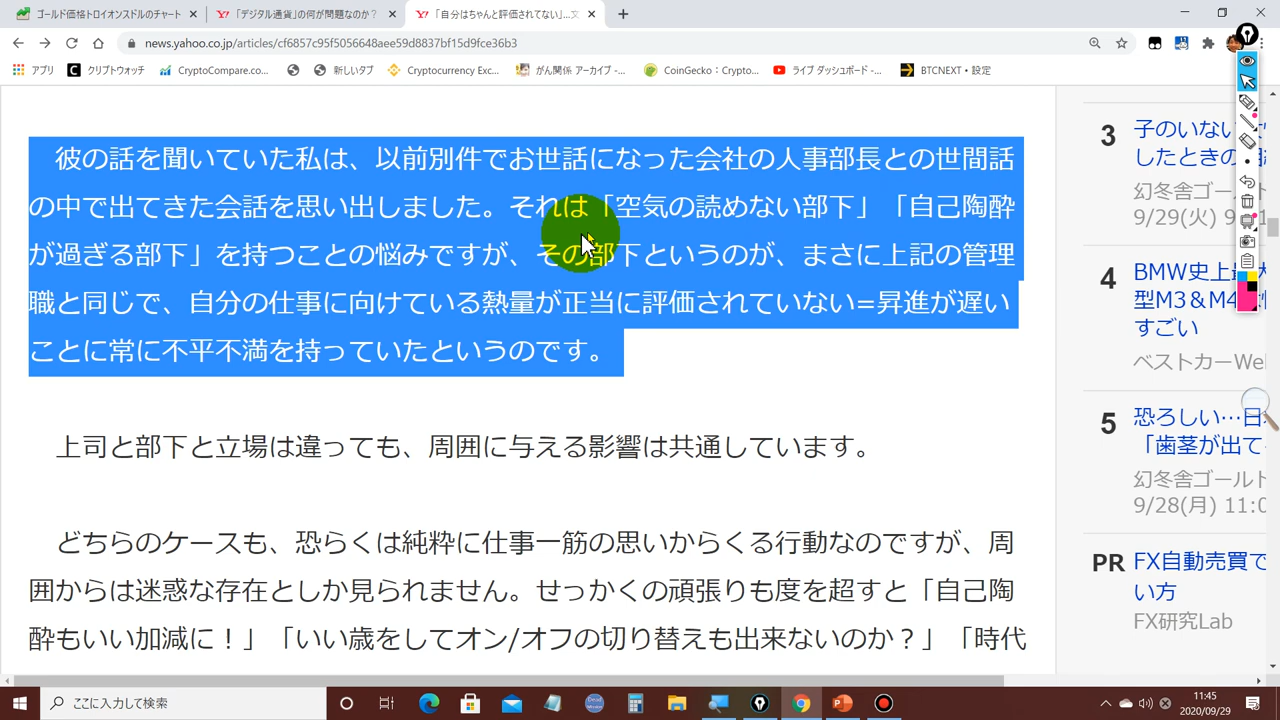 ゴールド価格トロイオンスドルのチャート
「デジタル通貨」の何が問題なのか?
「自分はちゃんと評価されてない」…文
news.yahoo.co.jp/articles/cf6857c95f5056648aee59d8837bf15d9fce36b3
アプリ
クリプトウォッチ
CryptoCompare.co...
新しいタブ
Cryptocurrency Exc...
がん関係 アーカイブ - ...
CoinGecko : Cryptо...
ライブ ダッシュボード - ...
BTCNEXT • 設定
彼の話を聞いていた私は、以前別件でお世話になった会社の人事部長との世間話
の中で出てきた会話を思い出しました。それは「空気の読めない部下」「自己陶酔
が過ぎる部下」を持つことの悩みですが、その部下というのが、まさに上記の管理
職と同じで、自分の仕事に向けている熱量が正当に評価されていない=昇進が遅い
ことに常に不平不満を持っていたというのです。
上司と部下と立場は違っても、周囲に与える影響は共通しています。
どちらのケースも、恐らくは純粋に仕事一筋の思いからくる行動なのですが、周
囲からは迷惑な存在としか見られません。せっかくの頑張りも度を超すと「自己陶
酔もいい加減に!」「いい歳をしてオン/オフの切り替えも出来ないのか?」「時代
3
子のいない
したときの
幻冬舎ゴー
9/29(火) 9
4
BMW史上最
型M3&M4
すごい
ベストカーWe
5
恐ろしい…日
「歯茎が出て
幻冬舎ゴールド
9/28(月) 11:0
PR
FX自動売買で
い方
FX研究Lab
ここに入力して検索
11:45
2020/09/29